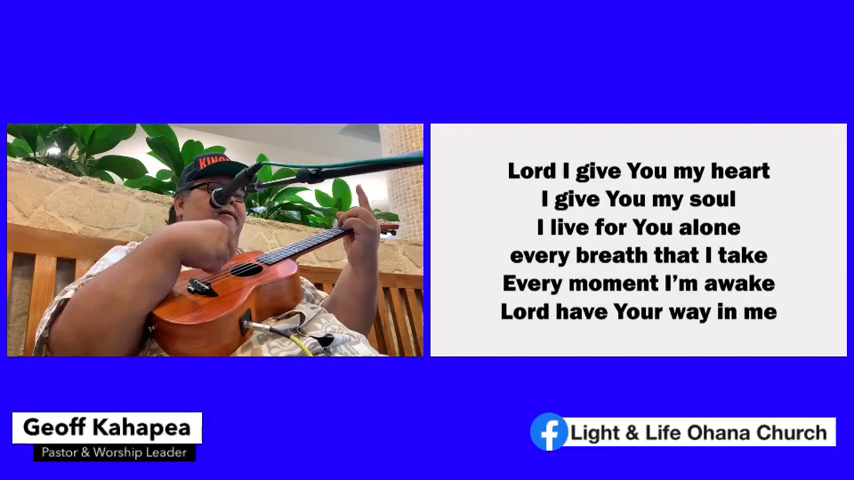 KING
Lord I give You my heart
I give You my soul
I live for You alone
every breath that I take
Every moment I'm awake
Lord have Your way in me
Geoff Kahapea
Pastor & Worship Leader
Light & Life Ohana Church